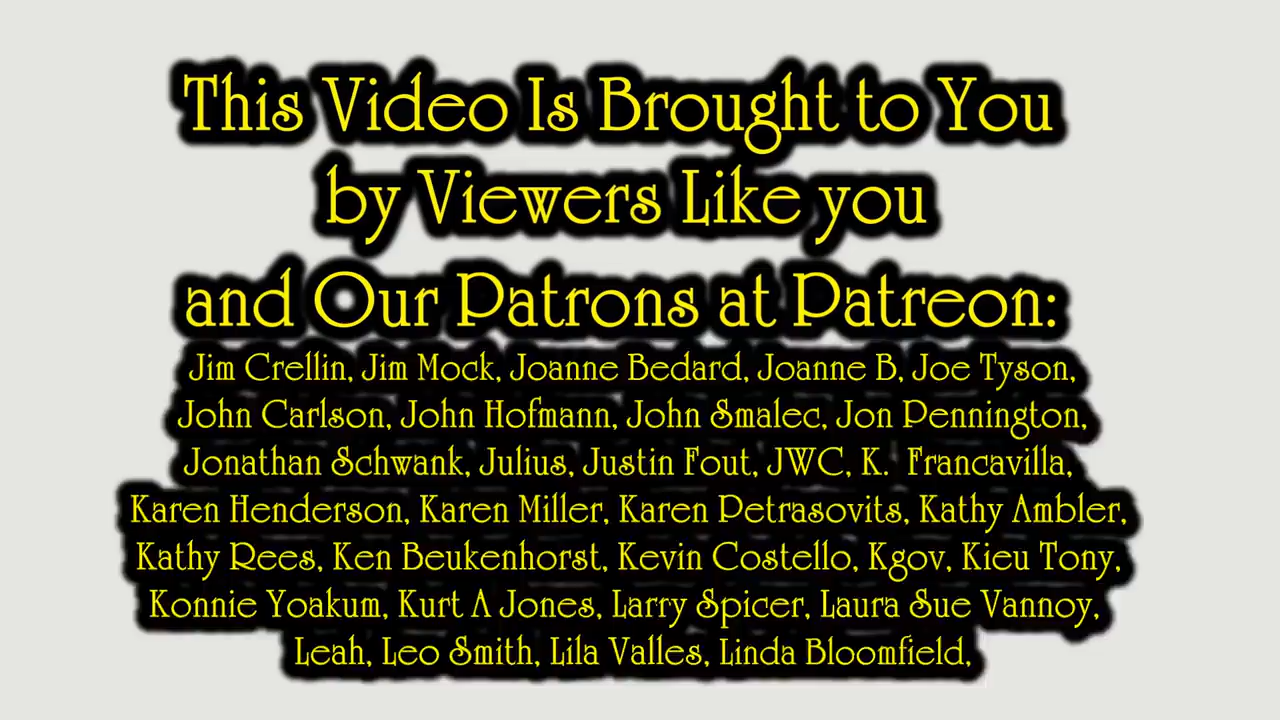 This Video Is Brought to You
by Viewers Like you
and Our Patrons at Patreon:
Jim Crellin, Jim Mock, Joanne Bedard, Joanne B, Joe Tyson,
John Carlson, John Hofmann, John Smalec, Jon Pennington,
Jonathan Schwank, Julius, Justin Fout, JWC, K.  Francavilla,
Karen Henderson, Karen Miller, Karen Petrasovits, Kathy Ambler,
Kathy Rees, Ken Beukenhorst, Kevin Costello, Kgov, Kieu Tony,
Konnie Yoakum, Kurt A Jones, Larry Spicer, Laura Sue Vannoy,
Leah, Leo Smith, Lila Valles, Linda Bloomfield,